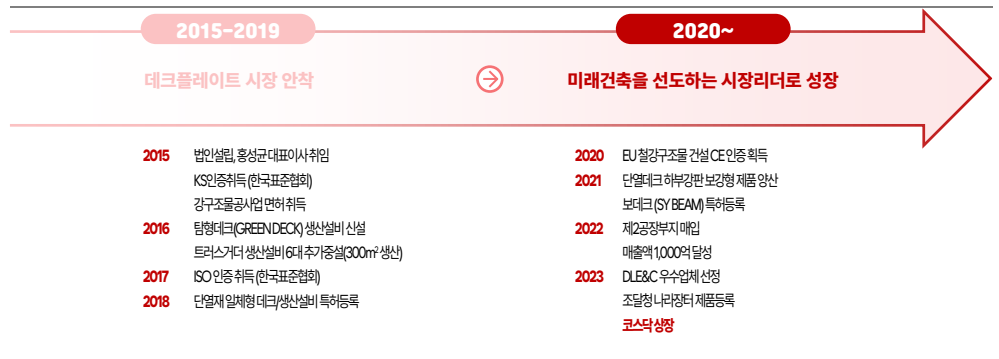 2015-2019
데크플레이트 시장 안착
2015 법인설립, 홍성균 대표이사 취임
KS인증취득 (한국표준협회)
강구조물공사업 면허 취득
2016 탈형데크(GREEN DECK) 생산설비 신설
트러스거더 생산설비 6대 추가증설(300m² 생산)
2017 ISO 인증 취득 (한국표준협회)
2018 단열재 일체형 데크/생산설비 특허등록
2020~
미래건축을 선도하는 시장리더로 성장
2020 EU 철강구조물 건설 CE 인증 획득
2021 단열데크 하부강판 보강형 제품 양산
보데크 (SY BEAM) 특허등록
2022 제2공장부지 매입
매출액 1,000억 달성
2023 DLE&C 우수업체 선정
조달청 나라장터 제품등록
코스닥 상장